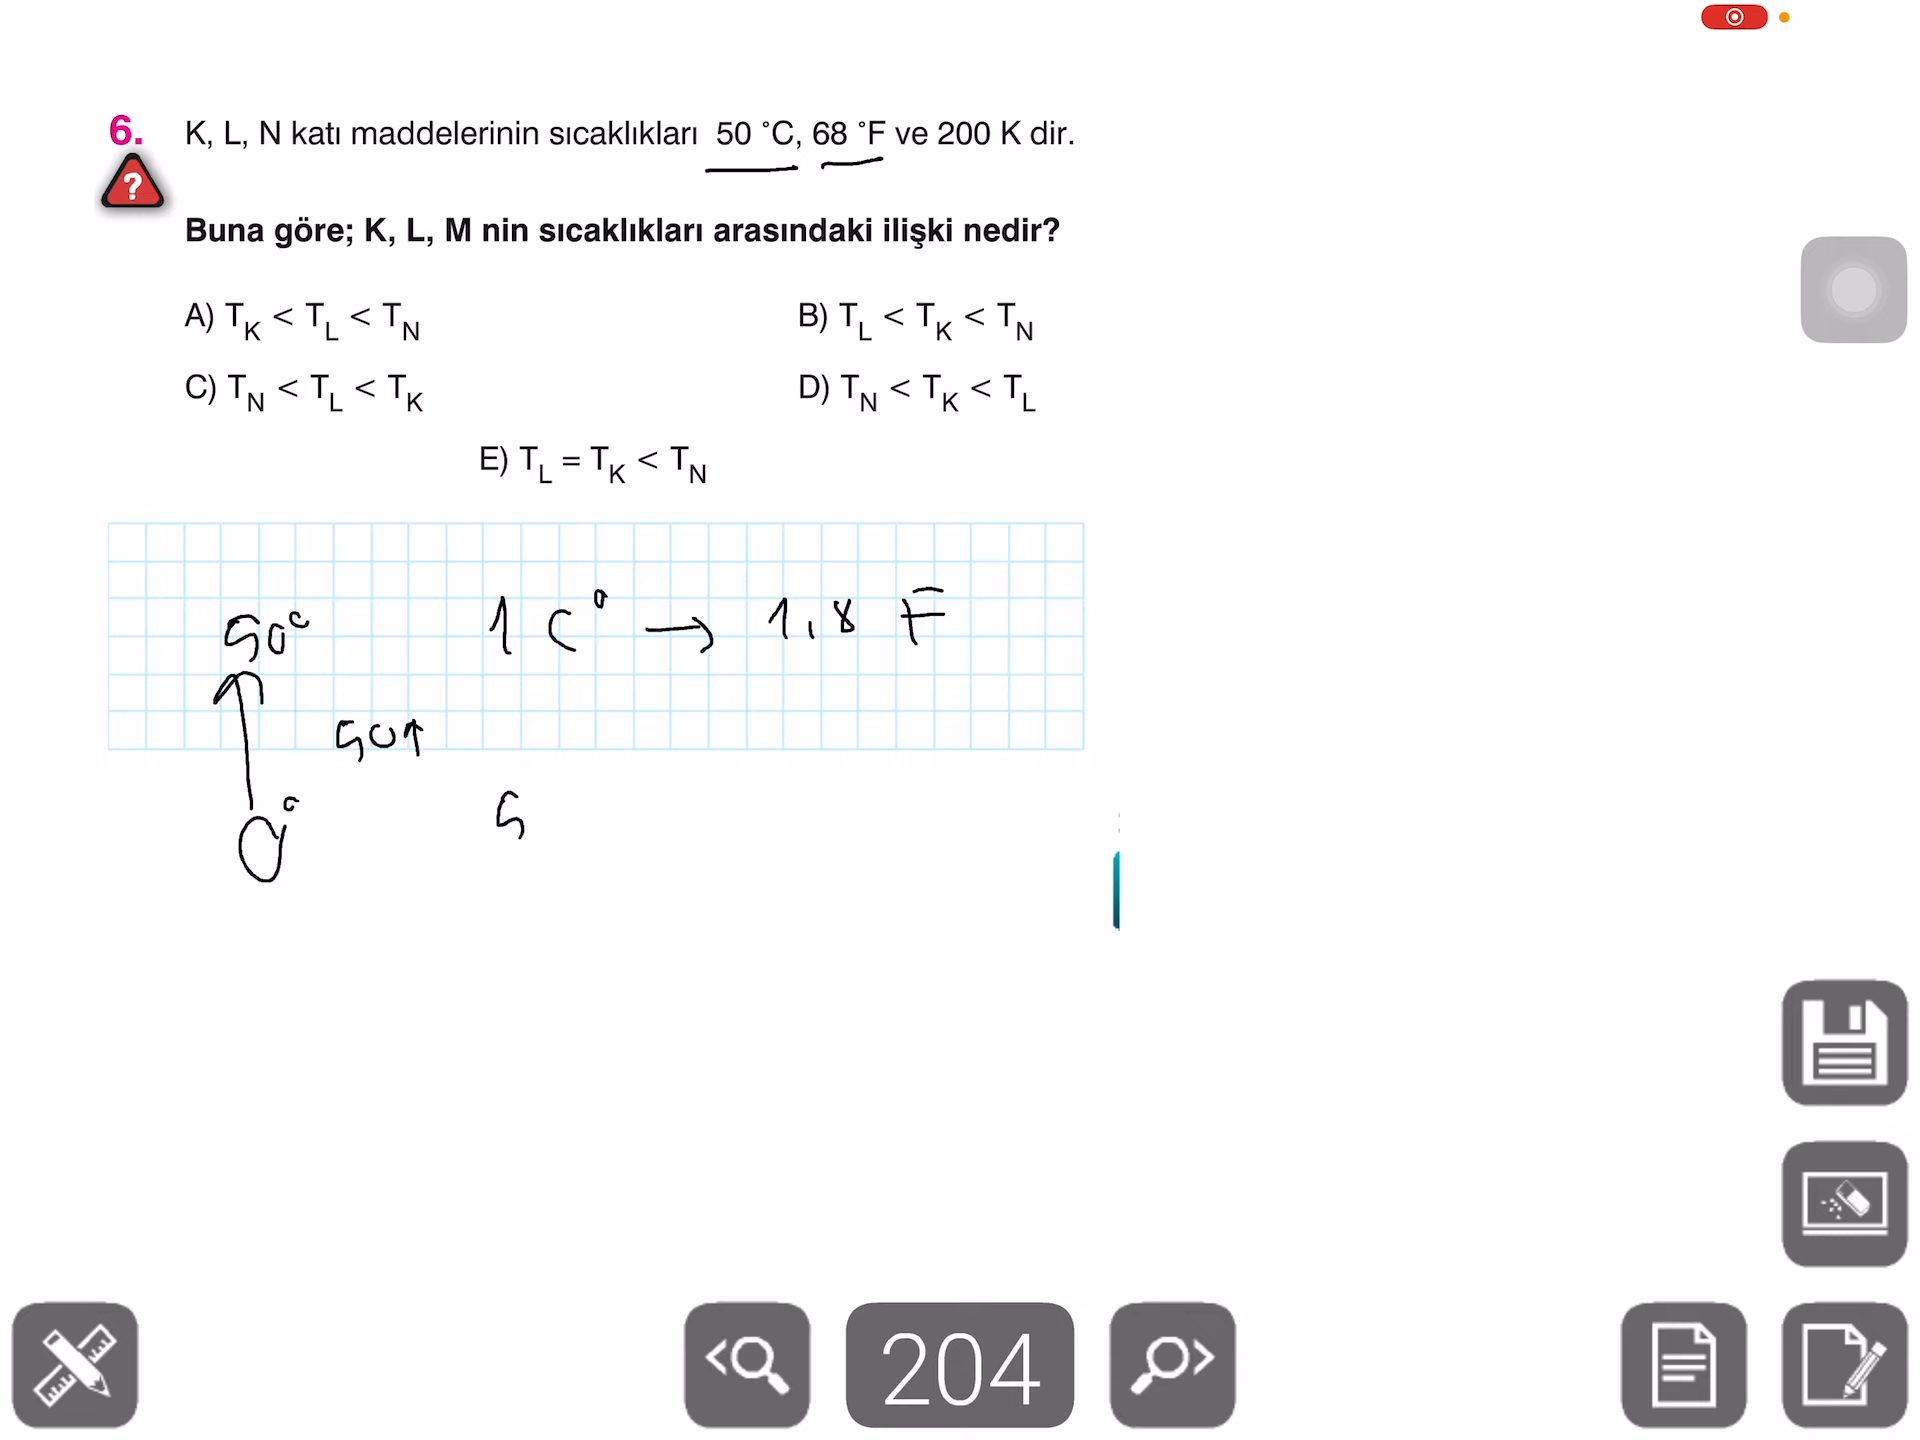 6. K, L, N katı maddelerinin sıcaklıkları 50 °C, 68 °F ve 200 K dir.
?
Buna göre; K, L, M nin sıcaklıkları arasındaki ilişki nedir?
A) TK < TL < TN B) TL < TK < TN
C) TN < TL < TK D) TN < TK < TL
E) TL = TK < TN
50° 1 C° → 1,8 F
50↑
0° 5
204